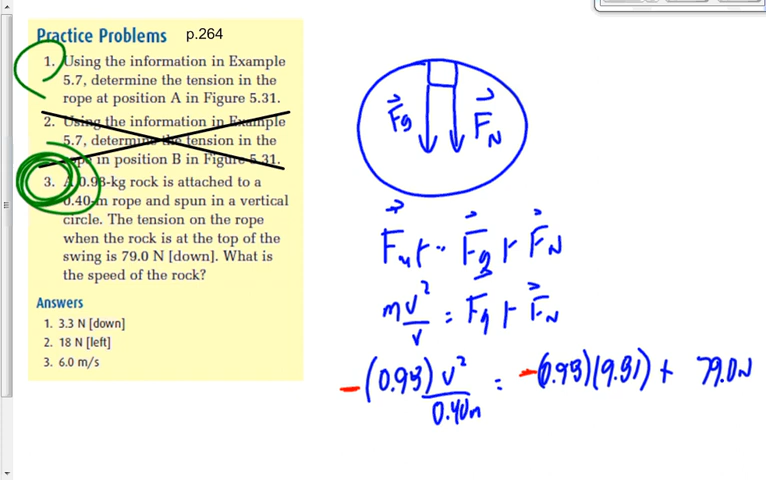 Practice Problems p.264
1. Using the information in Example
5.7, determine the tension in the
rope at position A in Figure 5.31.
2. Using the information in Example
5.7, determine the tension in the
rope in position B in Figure 5.31.
3. A 0.98-kg rock is attached to a
0.40-m rope and spun in a vertical
circle. The tension on the rope
when the rock is at the top of the
swing is 79.0 N [down]. What is
the speed of the rock?
Answers
1. 3.3 N [down]
2. 18 N [left]
3. 6.0 m/s
F⃗g F⃗N
F⃗net = F⃗g + F⃗N
mv²/r = Fg + F⃗N
-(0.98)v²/0.40m = -(0.98)(9.81) + 79.0N